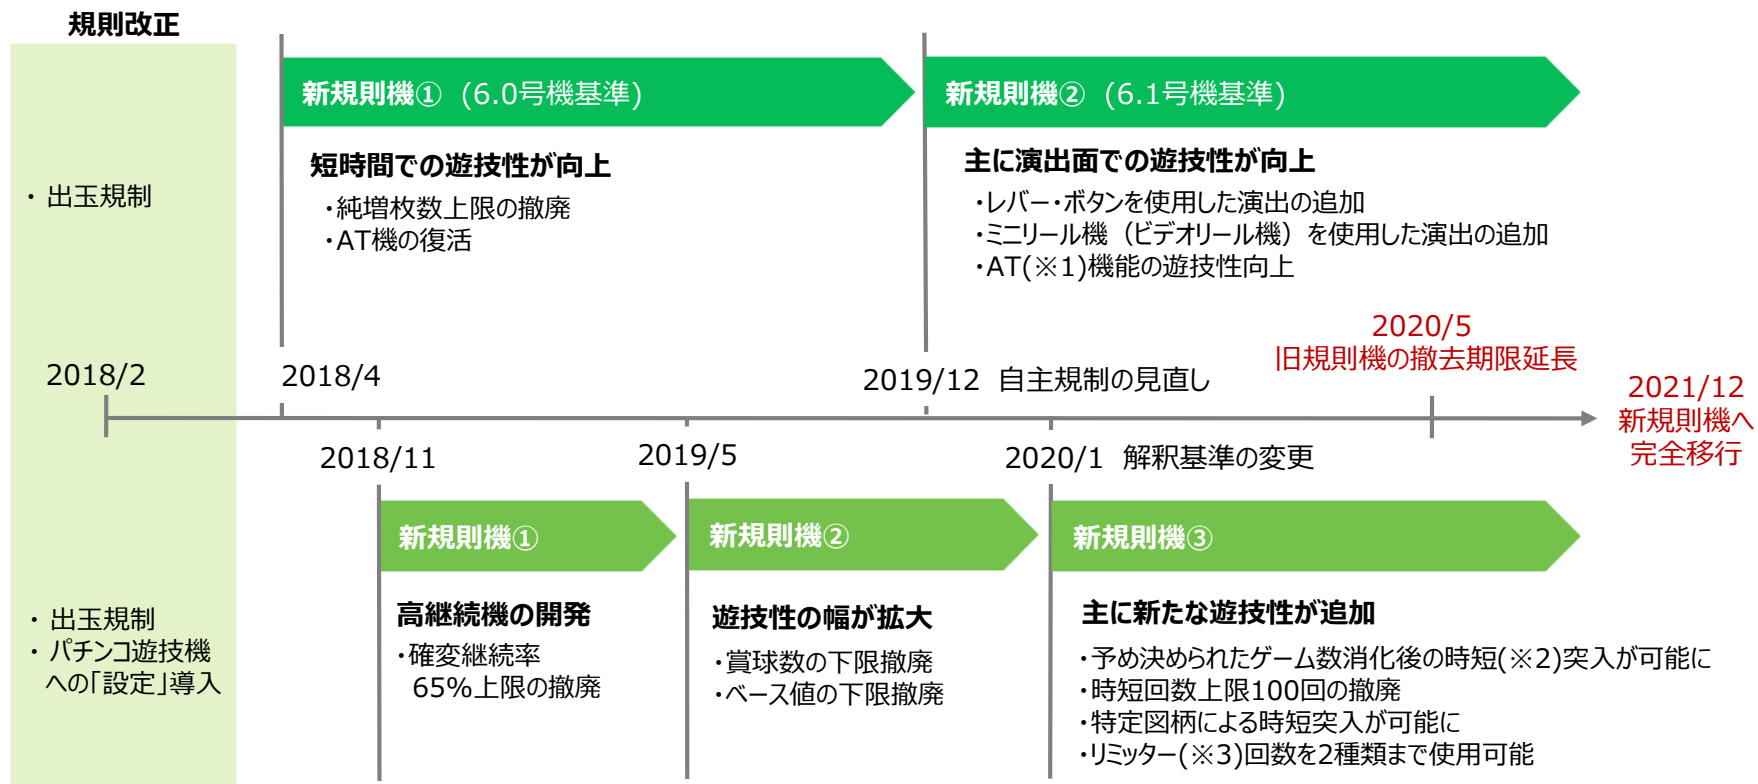 規則改正
新規則機① (6.0号機基準)
新規則機② (6.1号機基準)
短時間での遊技性が向上
・純増枚数上限の撤廃
・AT機の復活
主に演出面での遊技性が向上
・レバー・ボタンを使用した演出の追加
・ミニリール機（ビデオリール機）を使用した演出の追加
・AT(※1)機能の遊技性向上
・ 出玉規制
2018/2
2018/4
2019/12 自主規制の見直し
2020/5
旧規則機の撤去期限延長
2021/12
新規則機へ
完全移行
2018/11
2019/5
2020/1 解釈基準の変更
新規則機①
新規則機②
新規則機③
・ 出玉規制
・ パチンコ遊技機
への「設定」導入
高継続機の開発
・確変継続率
65%上限の撤廃
遊技性の幅が拡大
・賞球数の下限撤廃
・ベース値の下限撤廃
主に新たな遊技性が追加
・予め決められたゲーム数消化後の時短(※2)突入が可能に
・時短回数上限100回の撤廃
・特定図柄による時短突入が可能に
・リミッター(※3)回数を2種類まで使用可能